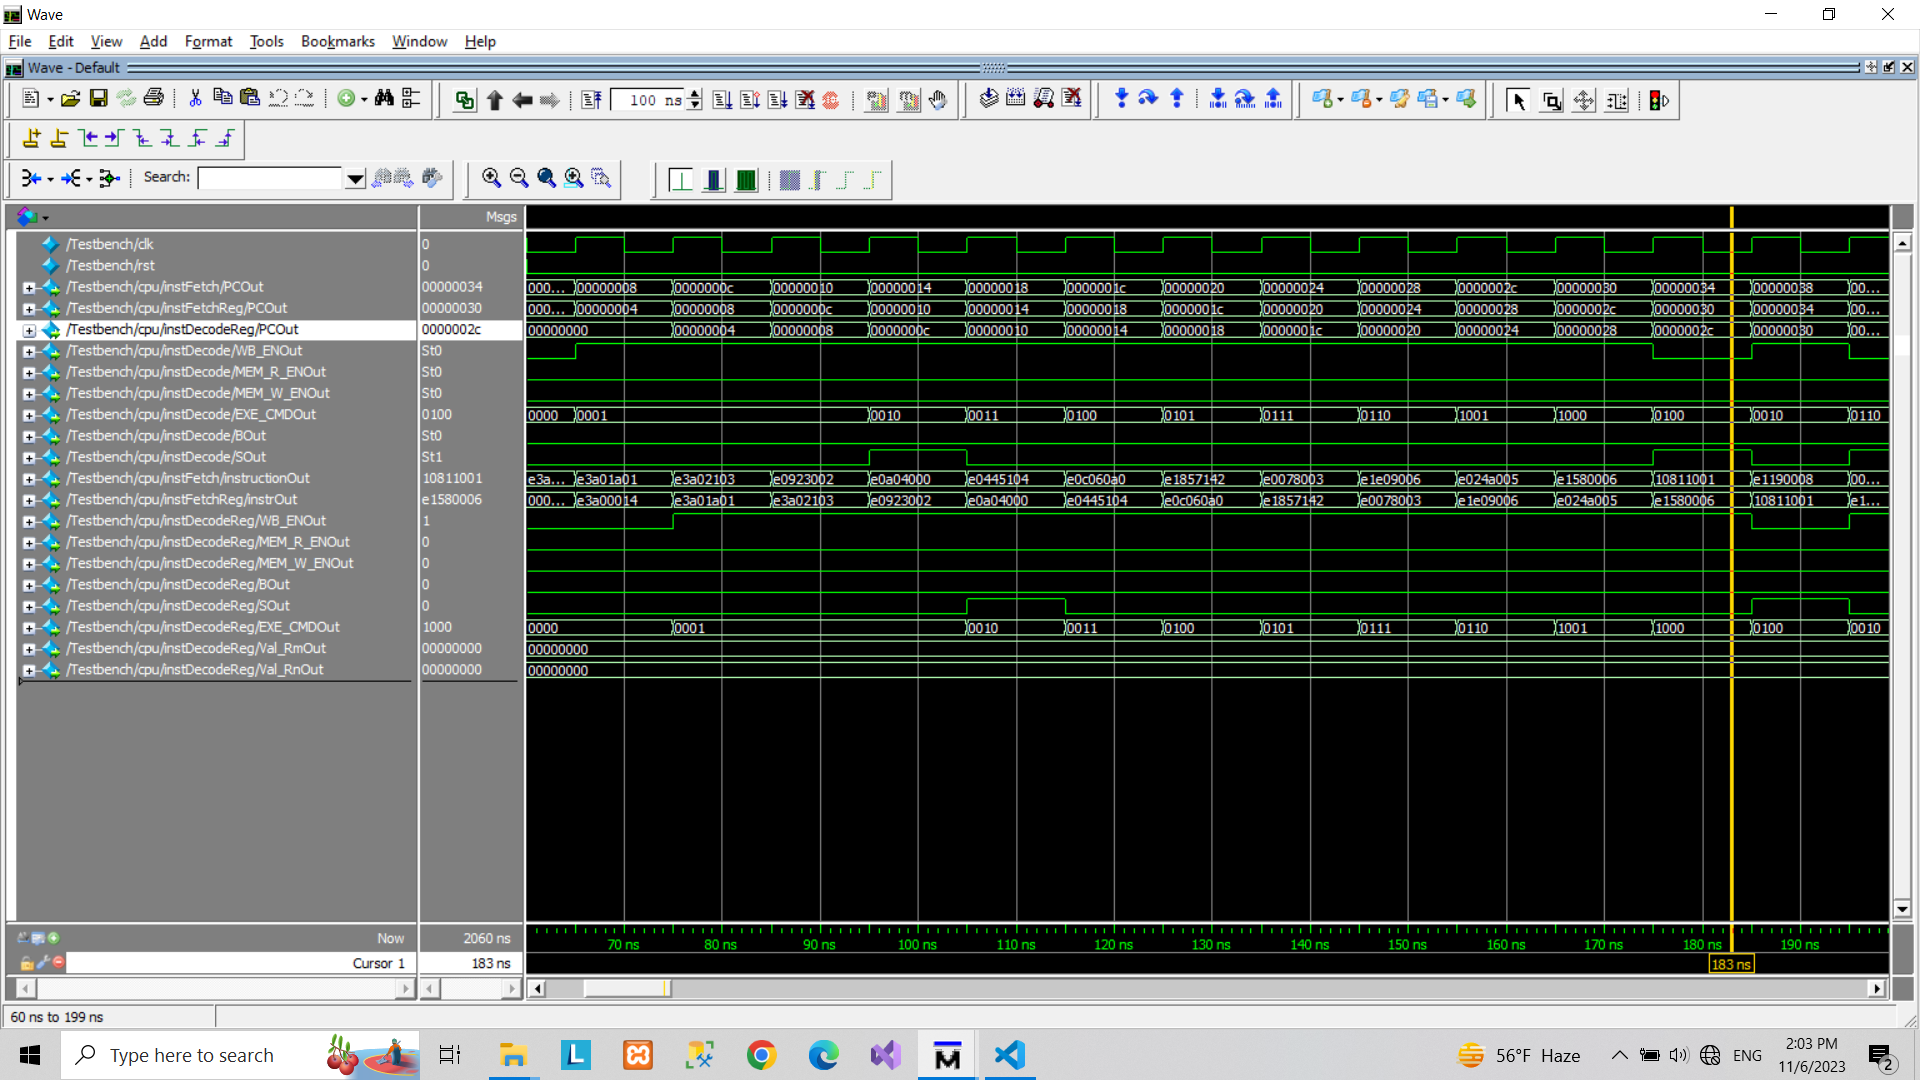 Wave
File Edit View Add Format Tools Bookmarks Window Help
Wave - Default
100 ns
Search:
Msgs
/Testbench/clk 0
/Testbench/rst 0
/Testbench/cpu/instFetch/PCOut 00000034 000... 00000008 0000000c 00000010 00000014 00000018 0000001c 00000020 00000024 00000028 0000002c 00000030 00000034 00000038 00...
/Testbench/cpu/instFetchReg/PCOut 00000030 000... 00000004 00000008 0000000c 00000010 00000014 00000018 0000001c 00000020 00000024 00000028 0000002c 00000030 00000034 00...
/Testbench/cpu/instDecodeReg/PCOut 0000002c 00000000 00000004 00000008 0000000c 00000010 00000014 00000018 0000001c 00000020 00000024 00000028 0000002c 00000030 00...
/Testbench/cpu/instDecode/WB_ENOut St0
/Testbench/cpu/instDecode/MEM_R_ENOut St0
/Testbench/cpu/instDecode/MEM_W_ENOut St0
/Testbench/cpu/instDecode/EXE_CMDOut 0100 0000 0001 0010 0011 0100 0101 0111 0110 1001 1000 0100 0010 0110
/Testbench/cpu/instDecode/BOut St0
/Testbench/cpu/instDecode/SOut St1
/Testbench/cpu/instFetch/instructionOut 10811001 e3a... e3a01a01 e3a02103 e0923002 e0a04000 e0445104 e0c060a0 e1857142 e0078003 e1e09006 e024a005 e1580006 10811001 e1190008 00...
/Testbench/cpu/instFetchReg/instrOut e1580006 000... e3a00014 e3a01a01 e3a02103 e0923002 e0a04000 e0445104 e0c060a0 e1857142 e0078003 e1e09006 e024a005 e1580006 10811001 e1...
/Testbench/cpu/instDecodeReg/WB_ENOut 1
/Testbench/cpu/instDecodeReg/MEM_R_ENOut 0
/Testbench/cpu/instDecodeReg/MEM_W_ENOut 0
/Testbench/cpu/instDecodeReg/BOut 0
/Testbench/cpu/instDecodeReg/SOut 0
/Testbench/cpu/instDecodeReg/EXE_CMDOut 1000 0000 0001 0010 0011 0100 0101 0111 0110 1001 1000 0100 0010
/Testbench/cpu/instDecodeReg/Val_RmOut 00000000 00000000
/Testbench/cpu/instDecodeReg/Val_RnOut 00000000 00000000
Now 2060 ns 70 ns 80 ns 90 ns 100 ns 110 ns 120 ns 130 ns 140 ns 150 ns 160 ns 170 ns 180 ns 190 ns
Cursor 1 183 ns 183 ns
60 ns to 199 ns
Type here to search L 56°F Haze ENG 2:03 PM
11/6/2023 2